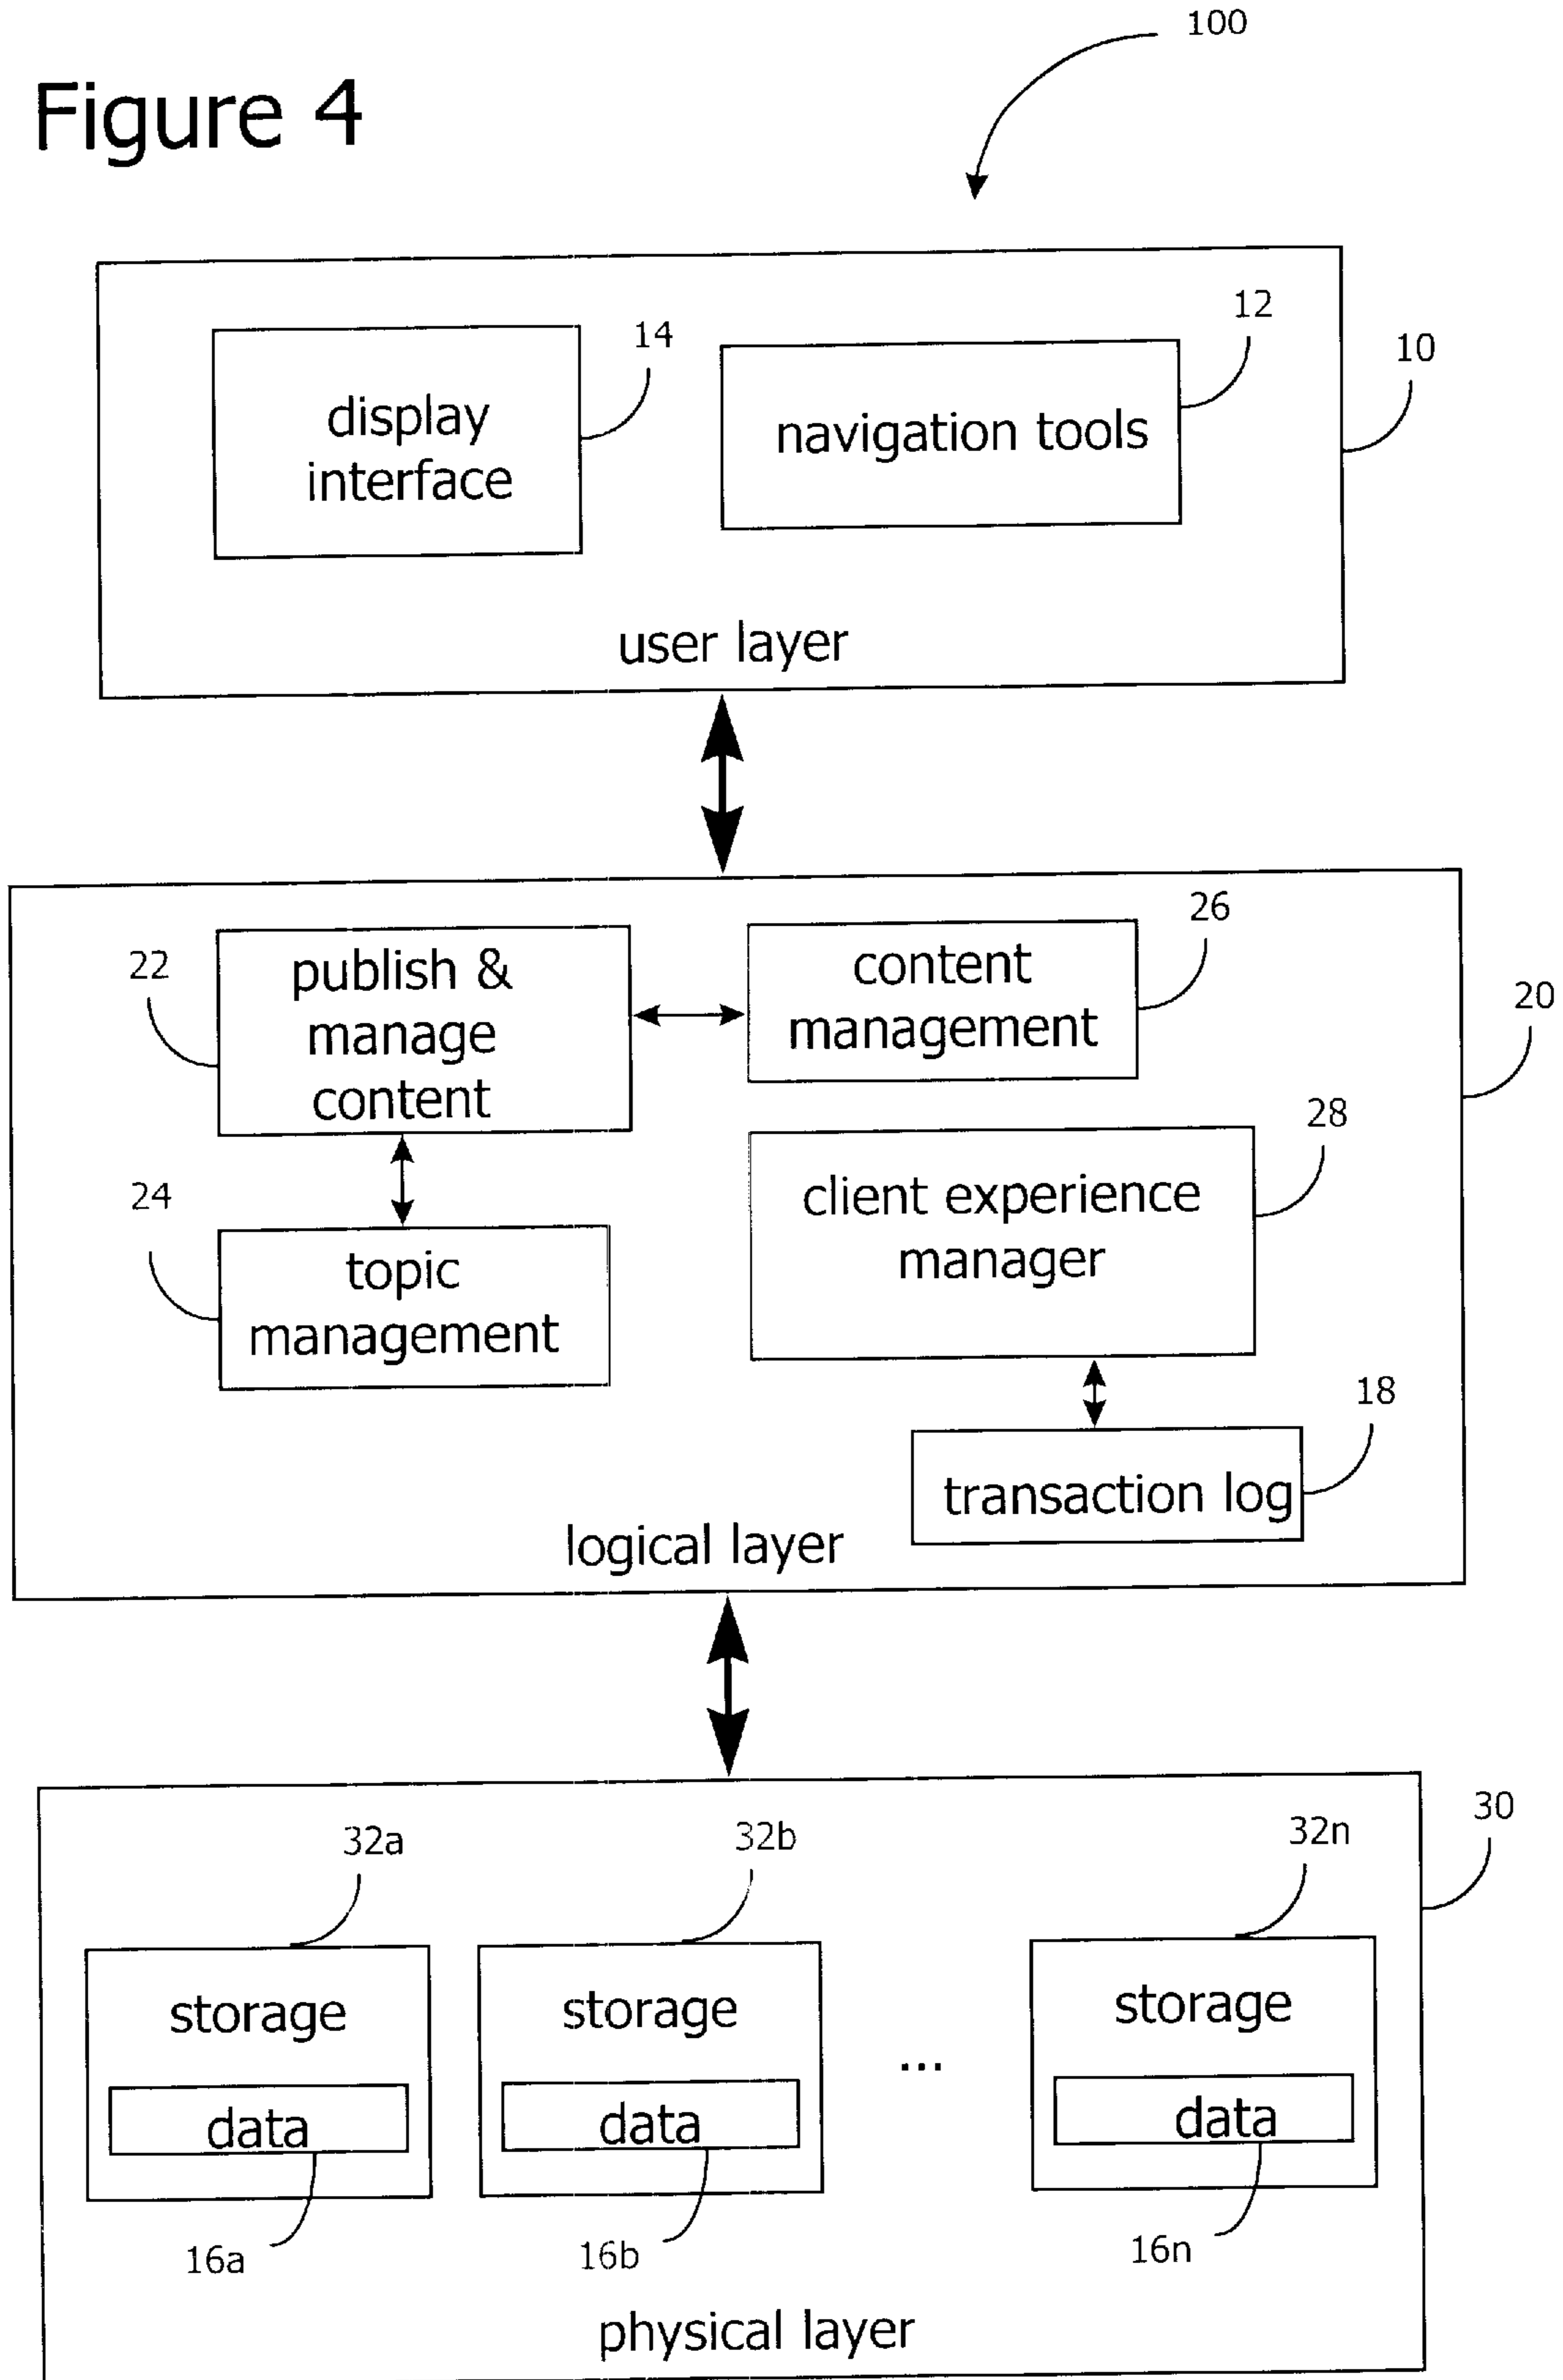 100
Figure 4
12
14
10
display
interface
navigation tools
user layer
26
22
publish &
manage
content
content
management
20
28
24
client experience
manager
topic
management
18
transaction log
logical layer
30
32a
32b
32n
storage
storage
storage
...
data
data
data
16a
16b
16n
physical layer